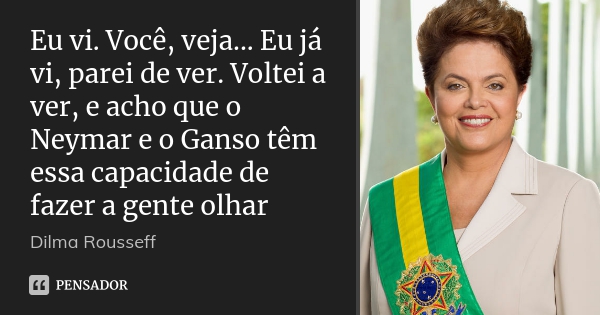 Eu vi. Você, veja... Eu já
vi, parei de ver. Voltei a
ver, e acho que o
Neymar e o Ganso têm
essa capacidade de
fazer a gente olhar
Dilma Rousseff
PENSADOR